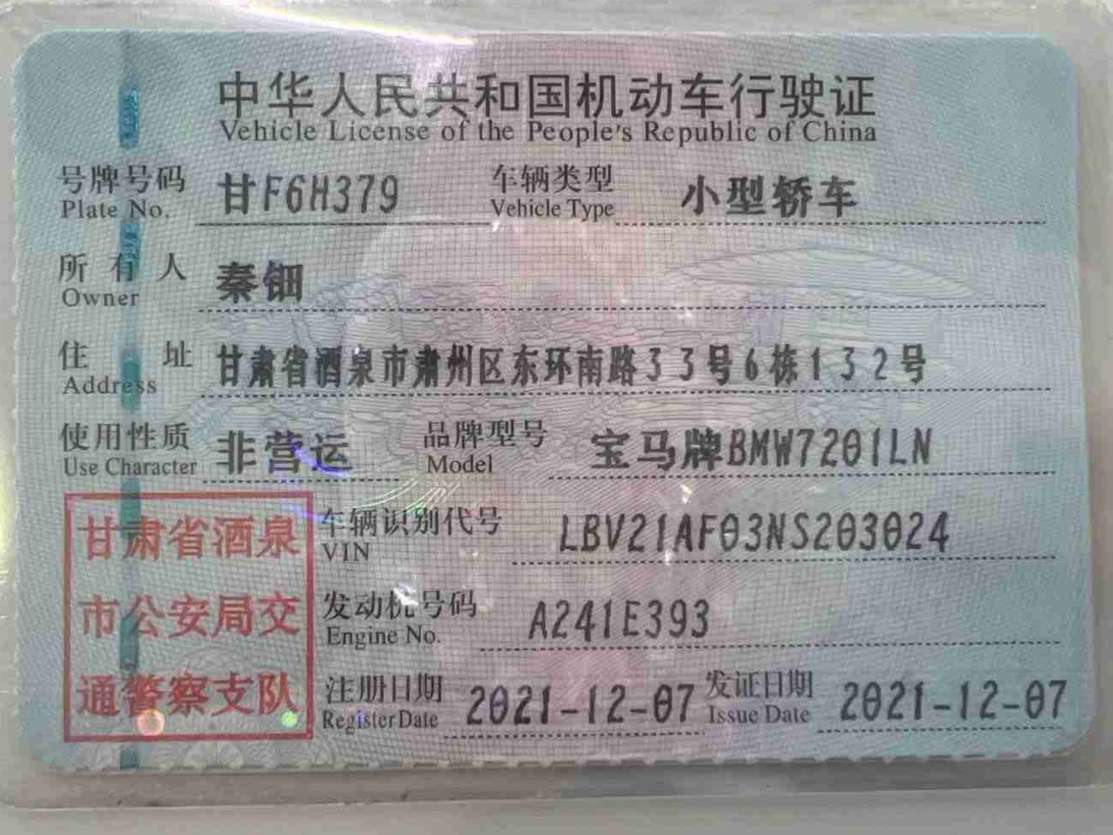 中华人民共和国机动车行驶证
Vehicle License of the People's Republic of China
号牌号码 甘F6H379 车辆类型 小型轿车
Plate No. Vehicle Type
所有人 秦钿
Owner
住址 甘肃省酒泉市肃州区东环南路33号6栋132号
Address
使用性质 非营运 品牌型号 宝马牌BMW7201LN
Use Character Model
甘肃省酒泉
市公安局交
通警察支队
车辆识别代号 LBV21AF03NS203024
VIN
发动机号码 A241E393
Engine No.
注册日期 2021-12-07 发证日期 2021-12-07
Register Date Issue Date